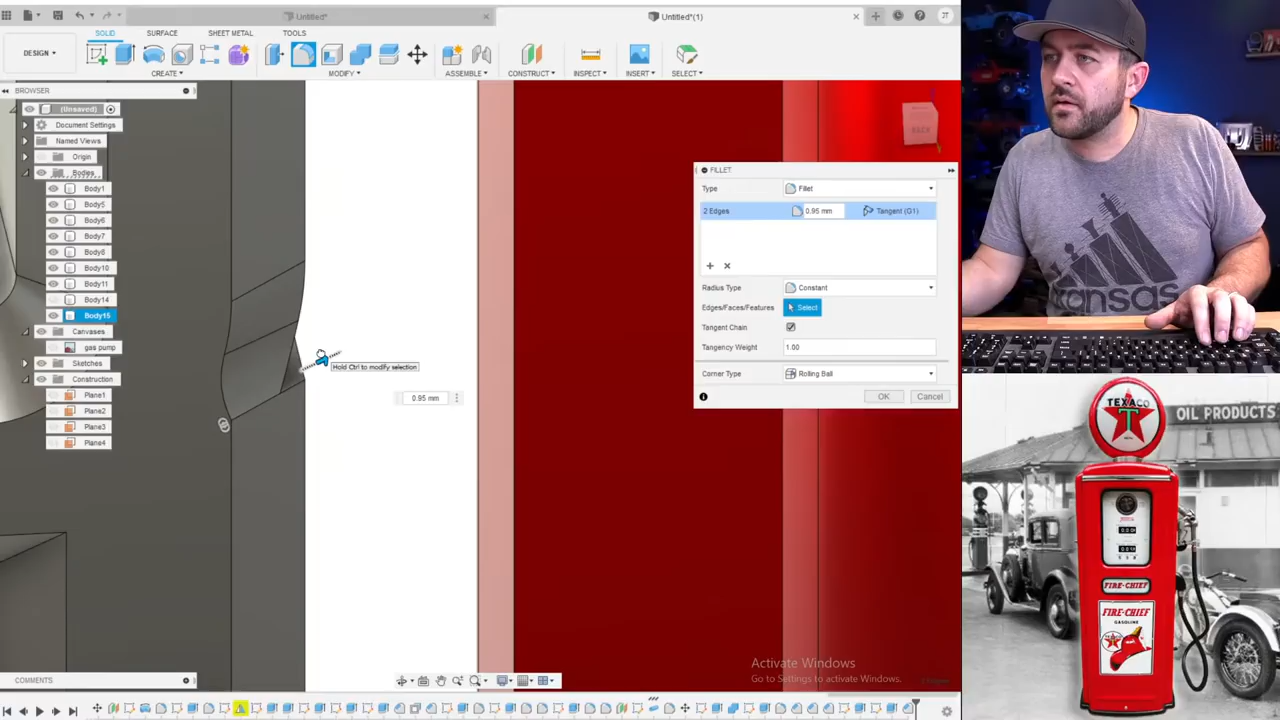 Untitled*
Untitled*(1)
JT
DESIGN
SOLID
SURFACE
SHEET METAL
TOOLS
CREATE
MODIFY
ASSEMBLE
CONSTRUCT
INSPECT
INSERT
SELECT
BROWSER
(Unsaved)
Document Settings
Named Views
Origin
Bodies
Body1
Body5
Body6
Body7
Body8
Body10
Body11
Body14
Body15
Canvases
gas pump
Sketches
Construction
Plane1
Plane2
Plane3
Plane4
BACK
Hold Ctrl to modify selection
0.95 mm
FILLET
Type
Fillet
2 Edges
0.95 mm
Tangent (G1)
Radius Type
Constant
Edges/Faces/Features
Select
Tangent Chain
Tangency Weight
1.00
Corner Type
Rolling Ball
OK
Cancel
Activate Windows
Go to Settings to activate Windows.
COMMENTS
kansas
TEXACO
T
OIL PRODUCTS
FIRE-CHIEF
FIRE-CHIEF
GASOLINE